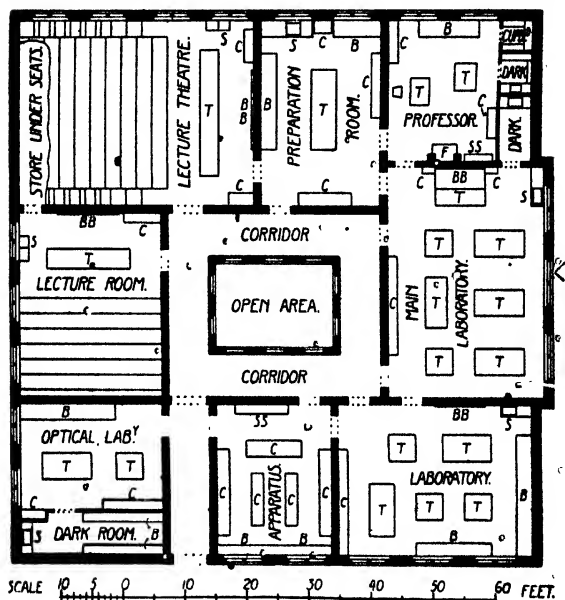 STORE UNDER SEATS.
LECTURE THEATRE.
S
C
T
B
B
C
S
C
B
B
T
C
PREPARATION
ROOM.
C
C
B
T
T
PROFESSOR.
C
F
SS
CUPBD
DARK
DARK.
BB
C
CORRIDOR
C
BB
C
T
S
S
T
LECTURE ROOM.
OPEN AREA.
C
T
T
T
MAIN
LABORATORY.
T
T
T
T
CORRIDOR
B
OPTICAL LABY.
T
T
C
C
S
DARK ROOM.
B
SS
C
C
C
C
C
APPARATUS.
B
B
BB
S
T
T
LABORATORY.
C
T
T
T
B
B
SCALE 10 5 0 10 20 30 40 50 60 FEET.